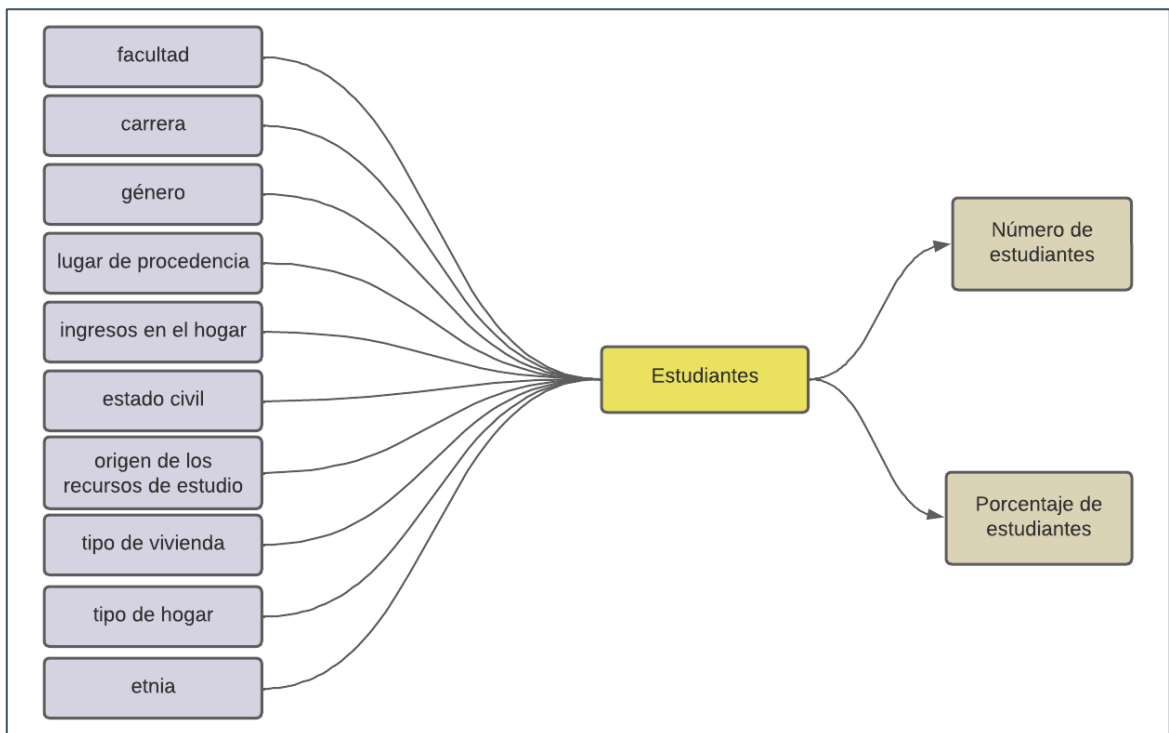 facultad
carrera
género
lugar de procedencia
ingresos en el hogar
estado civil
origen de los
recursos de estudio
tipo de vivienda
tipo de hogar
etnia
Estudiantes
Número de
estudiantes
Porcentaje de
estudiantes